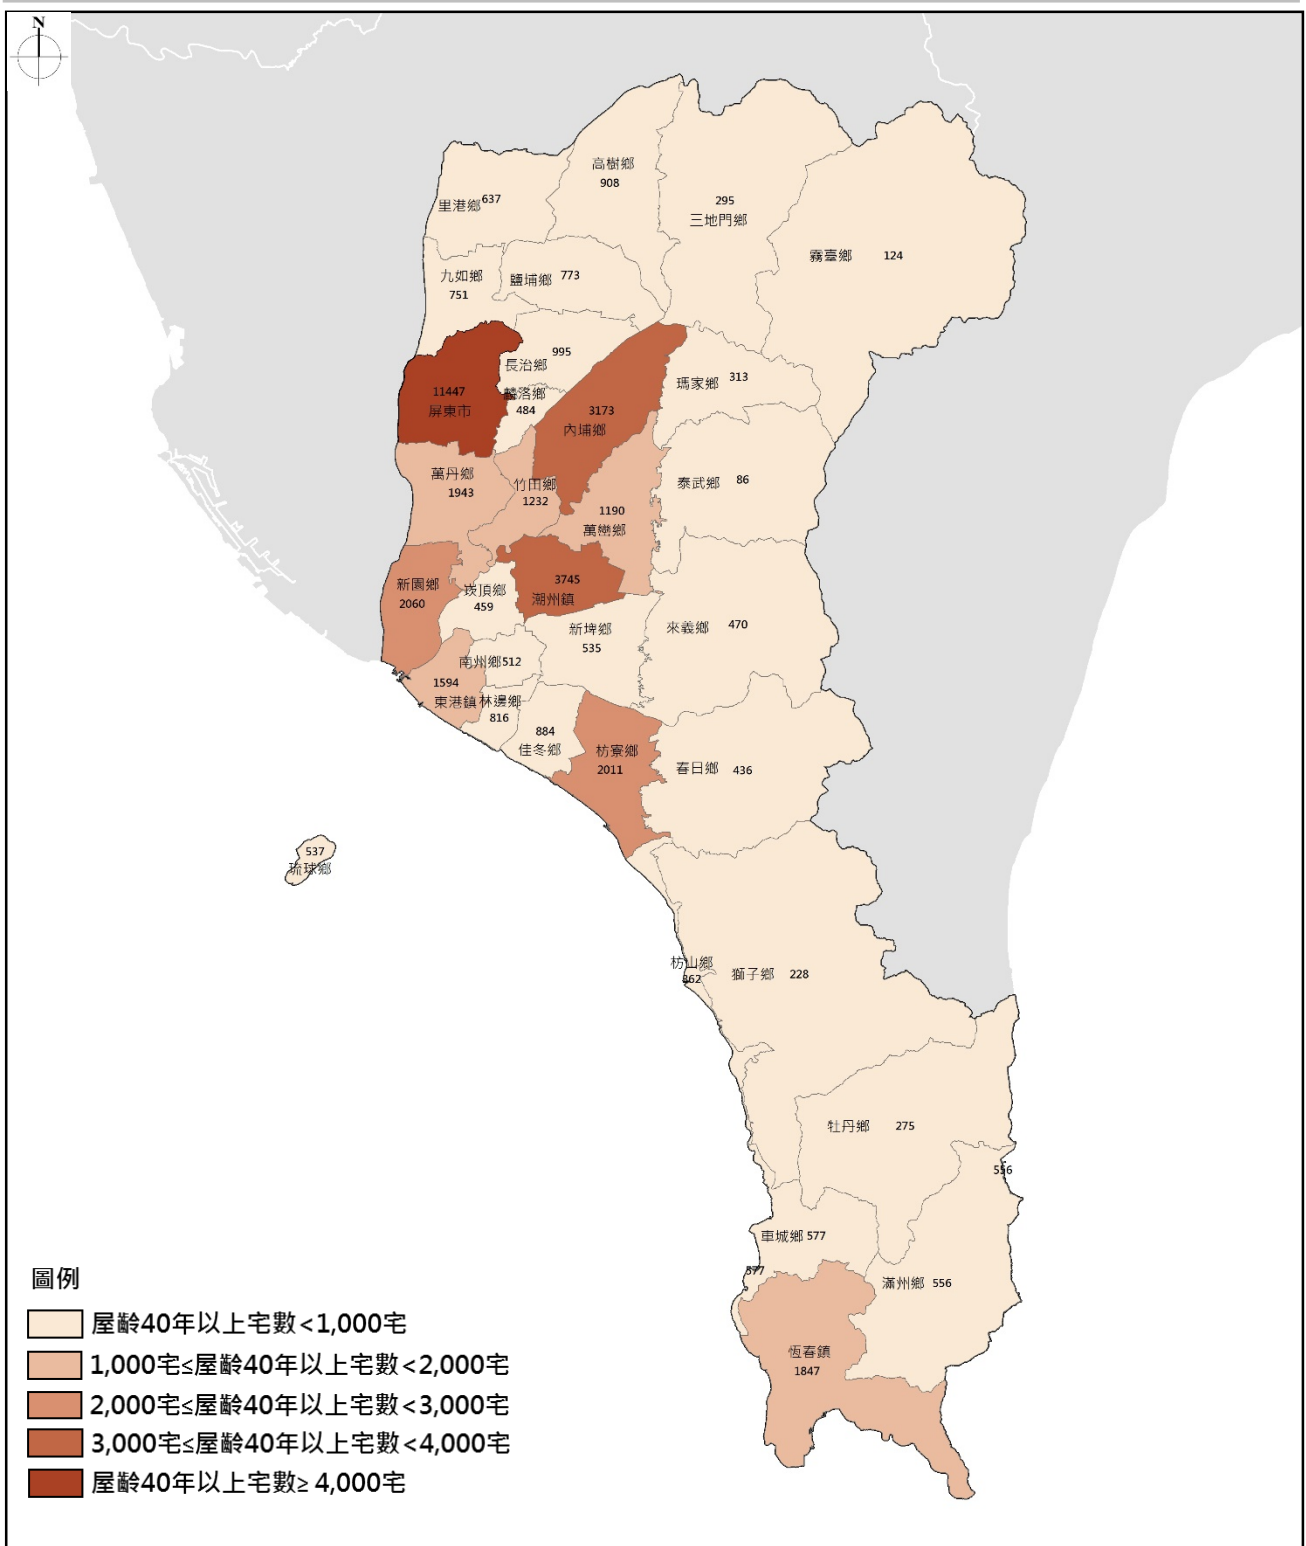 N
高樹鄉
908
里港鄉 637
295
三地門鄉
霧臺鄉 124
九如鄉
751
鹽埔鄉 773
995
長治鄉
麟洛鄉
484
11447
屏東市
3173
內埔鄉
瑪家鄉 313
萬丹鄉
1943
竹田鄉
1232
泰武鄉 86
1190
萬巒鄉
新園鄉
2060
崁頂鄉
459
3745
潮州鎮
新埤鄉
535
來義鄉 470
南州鄉 512
1594
東港鎮
林邊鄉
816
884
佳冬鄉
枋寮鄉
2011
春日鄉 436
537
琉球鄉
枋山鄉
362
獅子鄉 228
牡丹鄉 275
556
車城鄉 577
577
滿州鄉 556
恆春鎮
1847
圖例
屋齡40年以上宅數<1,000宅
1,000宅≤屋齡40年以上宅數<2,000宅
2,000宅≤屋齡40年以上宅數<3,000宅
3,000宅≤屋齡40年以上宅數<4,000宅
屋齡40年以上宅數≥ 4,000宅